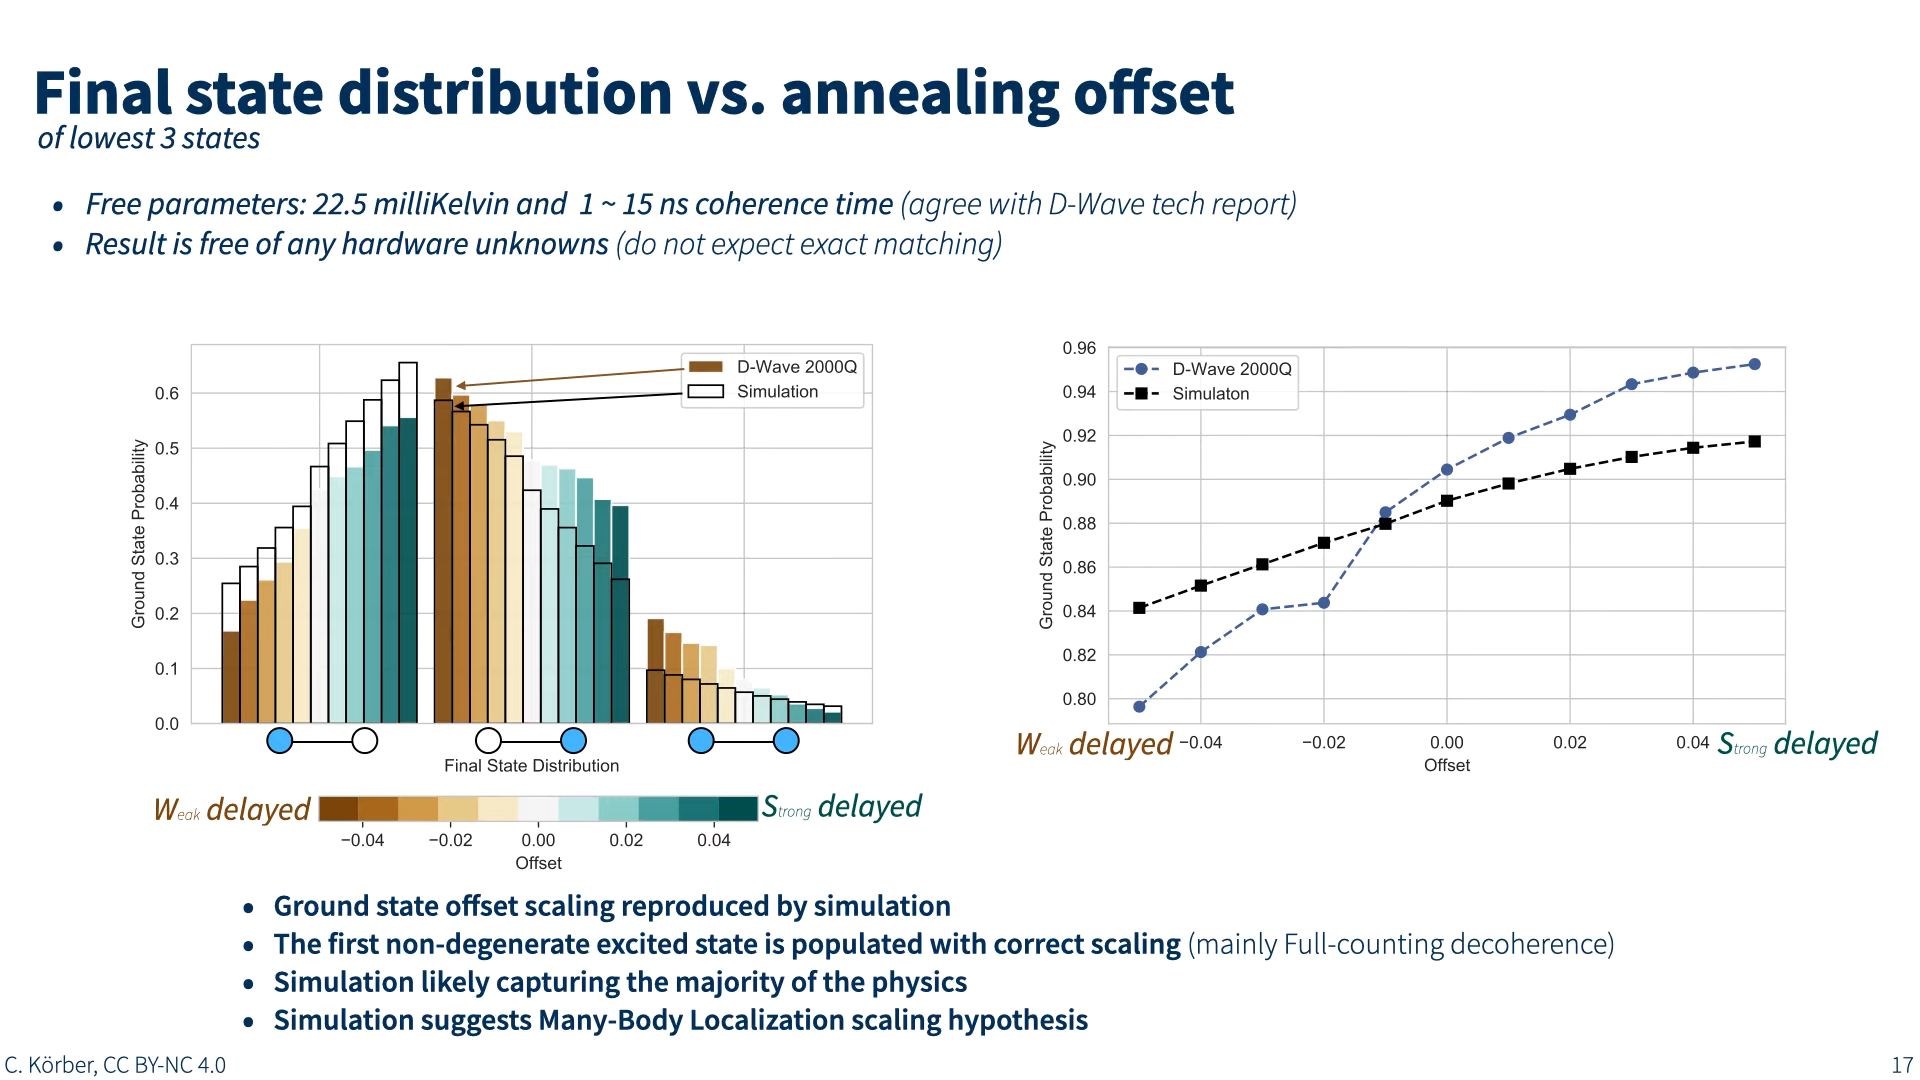 Final state distribution vs. annealing offset
of lowest 3 states
• Free parameters: 22.5 milliKelvin and 1 ~ 15 ns coherence time (agree with D-Wave tech report)
• Result is free of any hardware unknowns (do not expect exact matching)
Ground State Probability
0.6
0.5
0.4
0.3
0.2
0.1
0.0
D-Wave 2000Q
Simulation
Final State Distribution
Weak delayed
Strong delayed
−0.04 −0.02 0.00 0.02 0.04
Offset
Ground State Probability
0.96
0.94
0.92
0.90
0.88
0.86
0.84
0.82
0.80
D-Wave 2000Q
Simulaton
Weak delayed −0.04 −0.02 0.00 0.02 0.04 Strong delayed
Offset
• Ground state offset scaling reproduced by simulation
• The first non-degenerate excited state is populated with correct scaling (mainly Full-counting decoherence)
• Simulation likely capturing the majority of the physics
• Simulation suggests Many-Body Localization scaling hypothesis
C. Körber, CC BY-NC 4.0
17